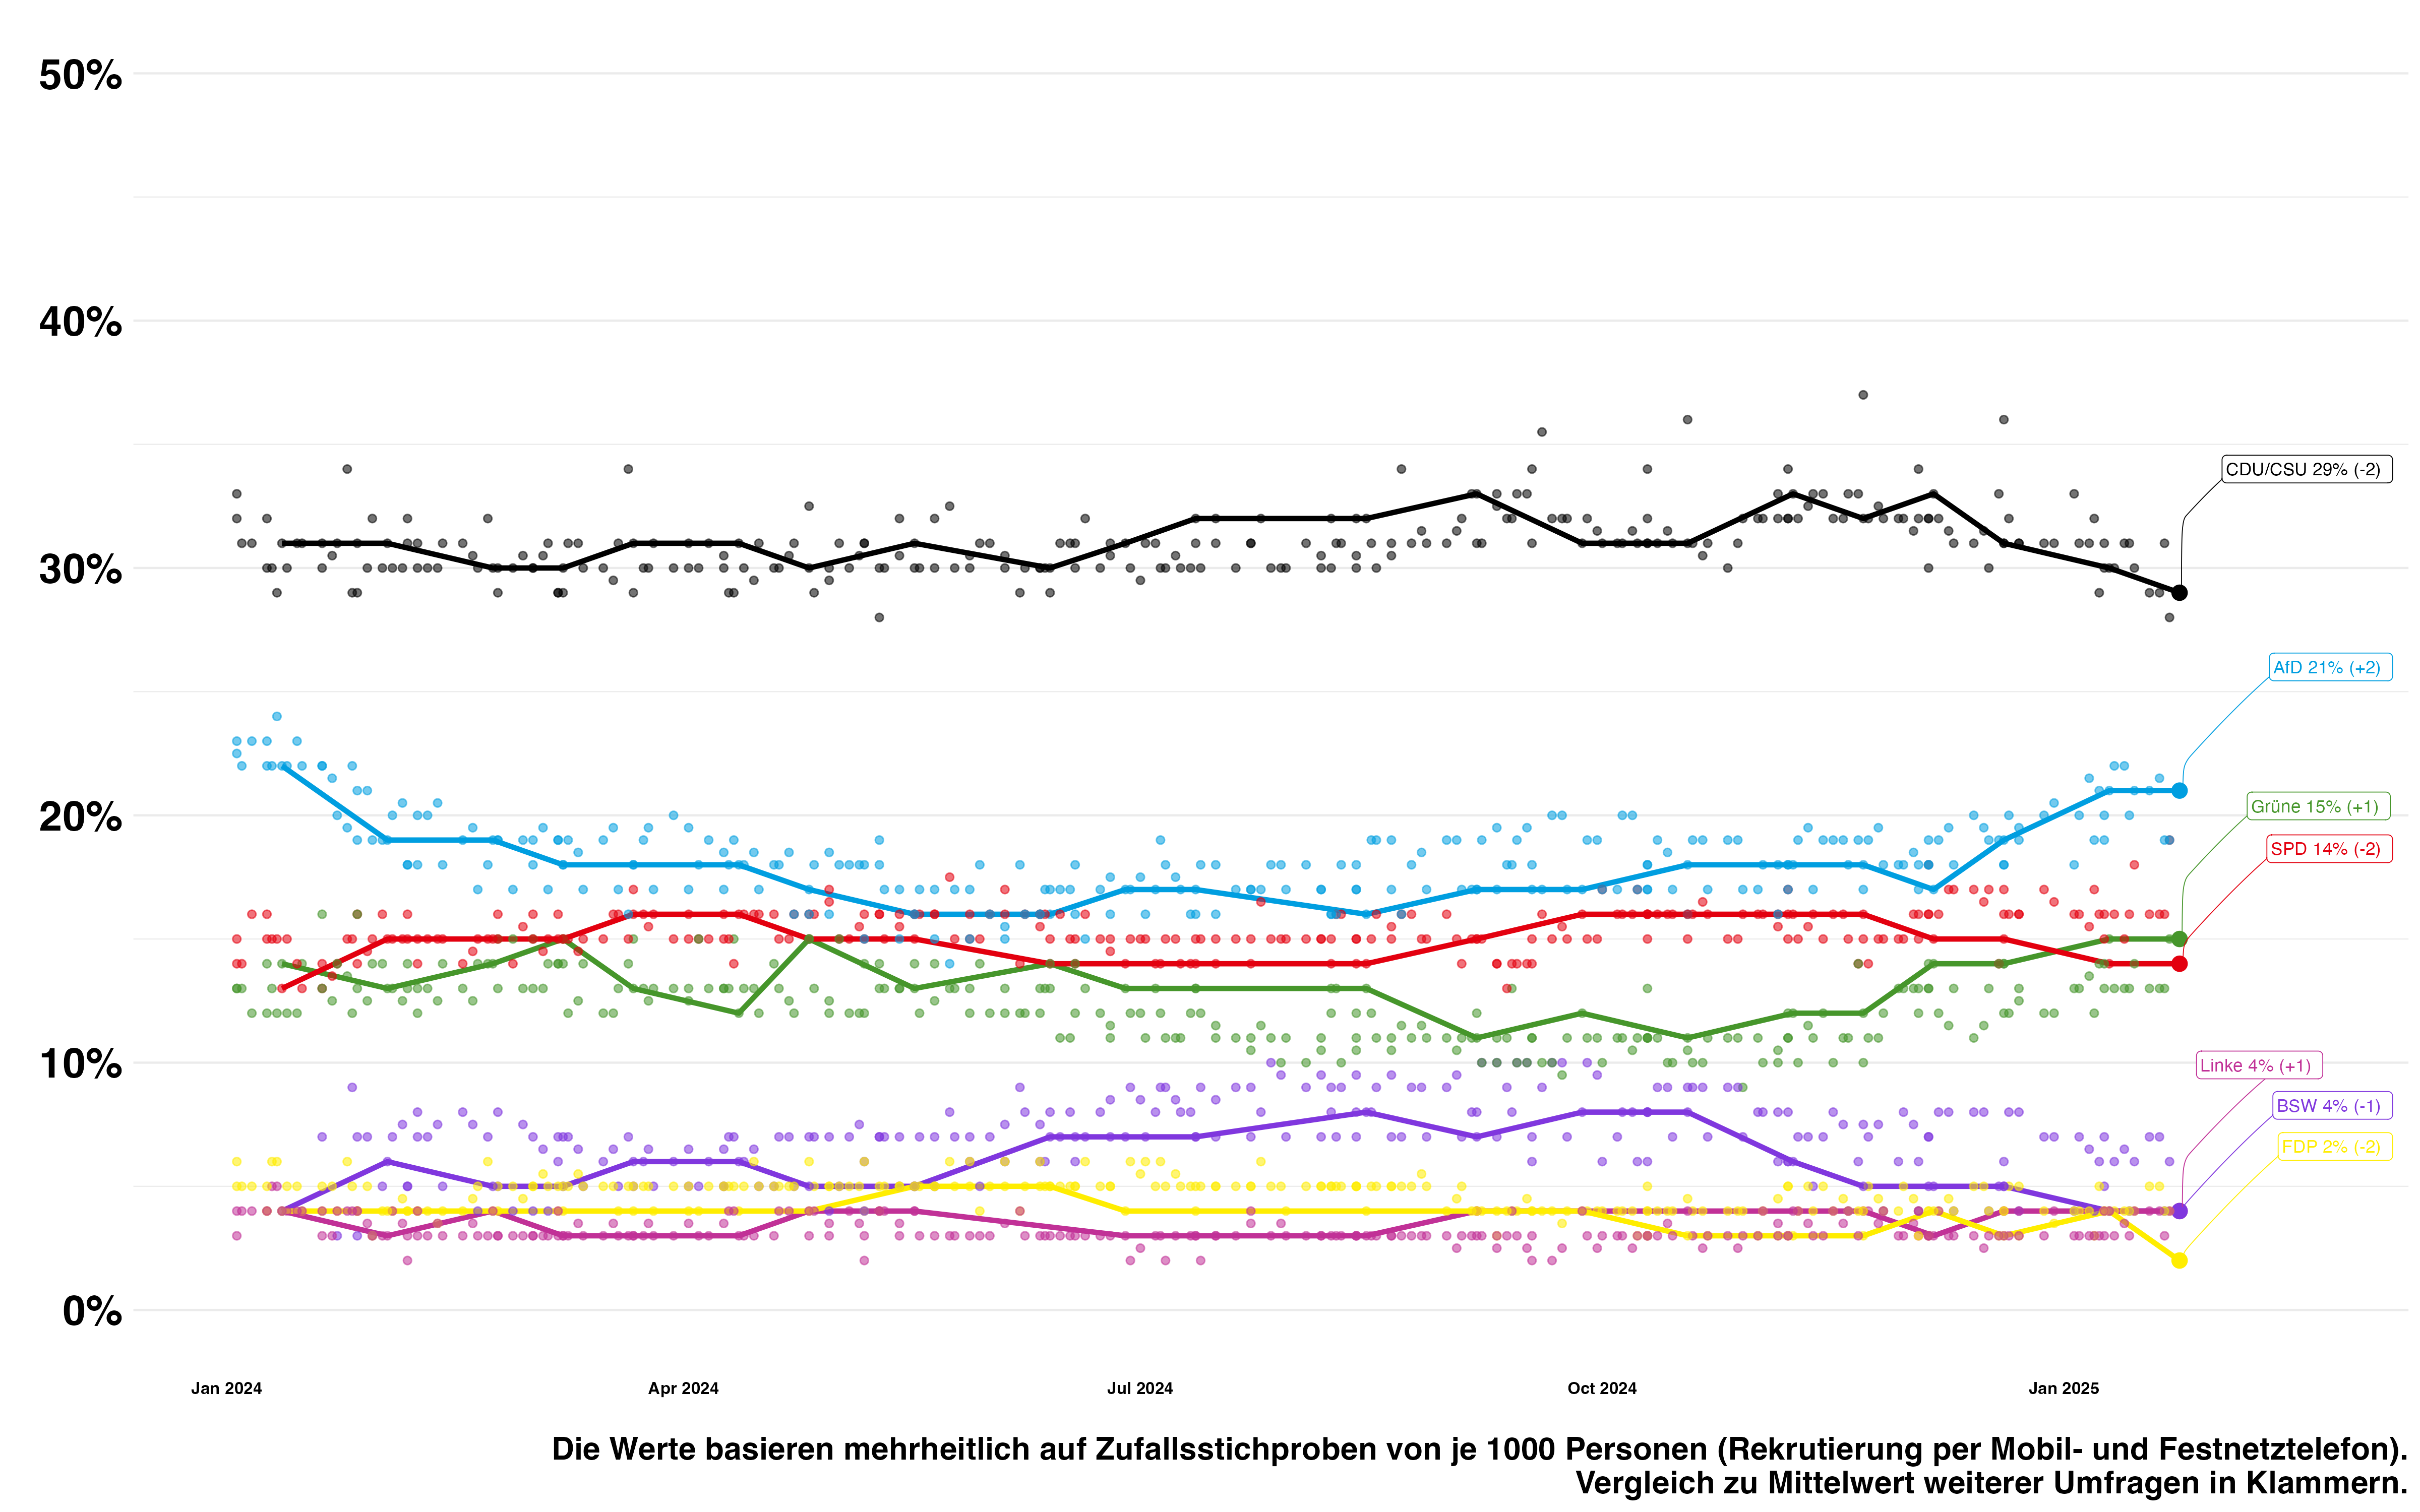 50%
40%
30%
20%
10%
0%
CDU/CSU 29% (-2)
AfD 21% (+2)
Grüne 15% (+1)
SPD 14% (-2)
Linke 4% (+1)
BSW 4% (-1)
FDP 2% (-2)
Jan 2024
Apr 2024
Jul 2024
Oct 2024
Jan 2025
Die Werte basieren mehrheitlich auf Zufallsstichproben von je 1000 Personen (Rekrutierung per Mobil- und Festnetztelefon).
Vergleich zu Mittelwert weiterer Umfragen in Klammern.